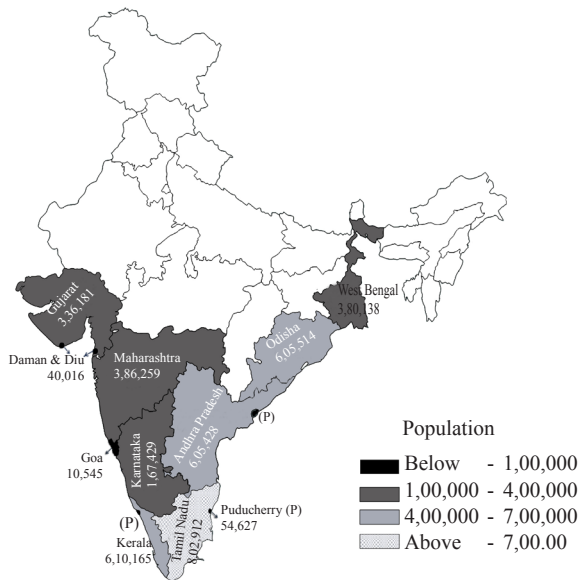 Gujarat
3,36,181
Daman & Diu
40,016
Maharashtra
3,86,259
West Bengal
3,80,138
Odisha
6,05,514
Andhra Pradesh
6,05,428
(P)
Goa
10,545
Karnataka
1,67,429
(P)
Kerala
6,10,165
Tamil Nadu
8,02,912
Puducherry (P)
54,627
Population
Below - 1,00,000
1,00,000 - 4,00,000
4,00,000 - 7,00,000
Above - 7,00.00